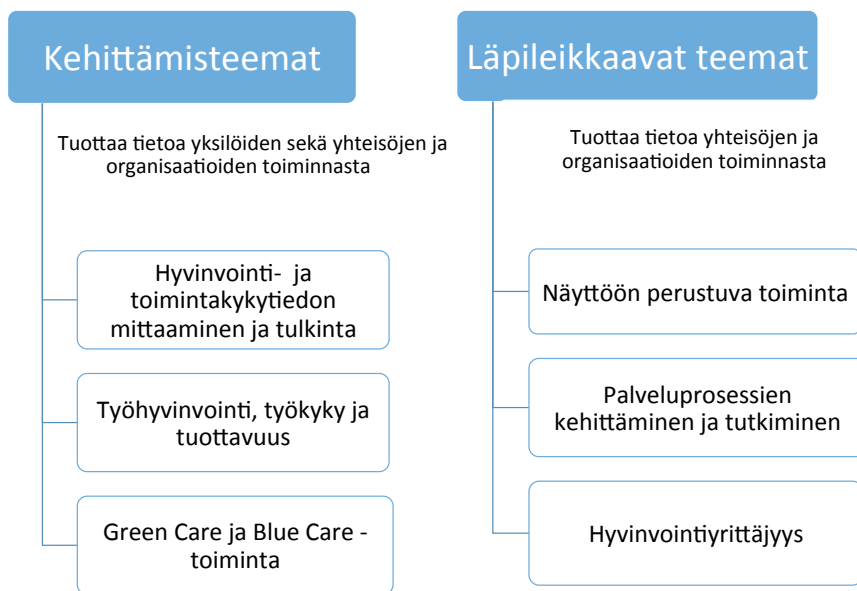 Kehittämisteemat
Tuottaa tietoa yksilöiden sekä yhteisöjen ja
organisaatioiden toiminnasta
Hyvinvointi- ja
toimintakykytiedon
mittaaminen ja tulkinta
Työhyvinvointi, työkyky ja
tuottavuus
Green Care ja Blue Care -
toiminta
Läpileikkaavat teemat
Tuottaa tietoa yhteisöjen ja
organisaatioiden toiminnasta
Näyttöön perustuva toiminta
Palveluprosessien
kehittäminen ja tutkiminen
Hyvinvointiyrittäjyys